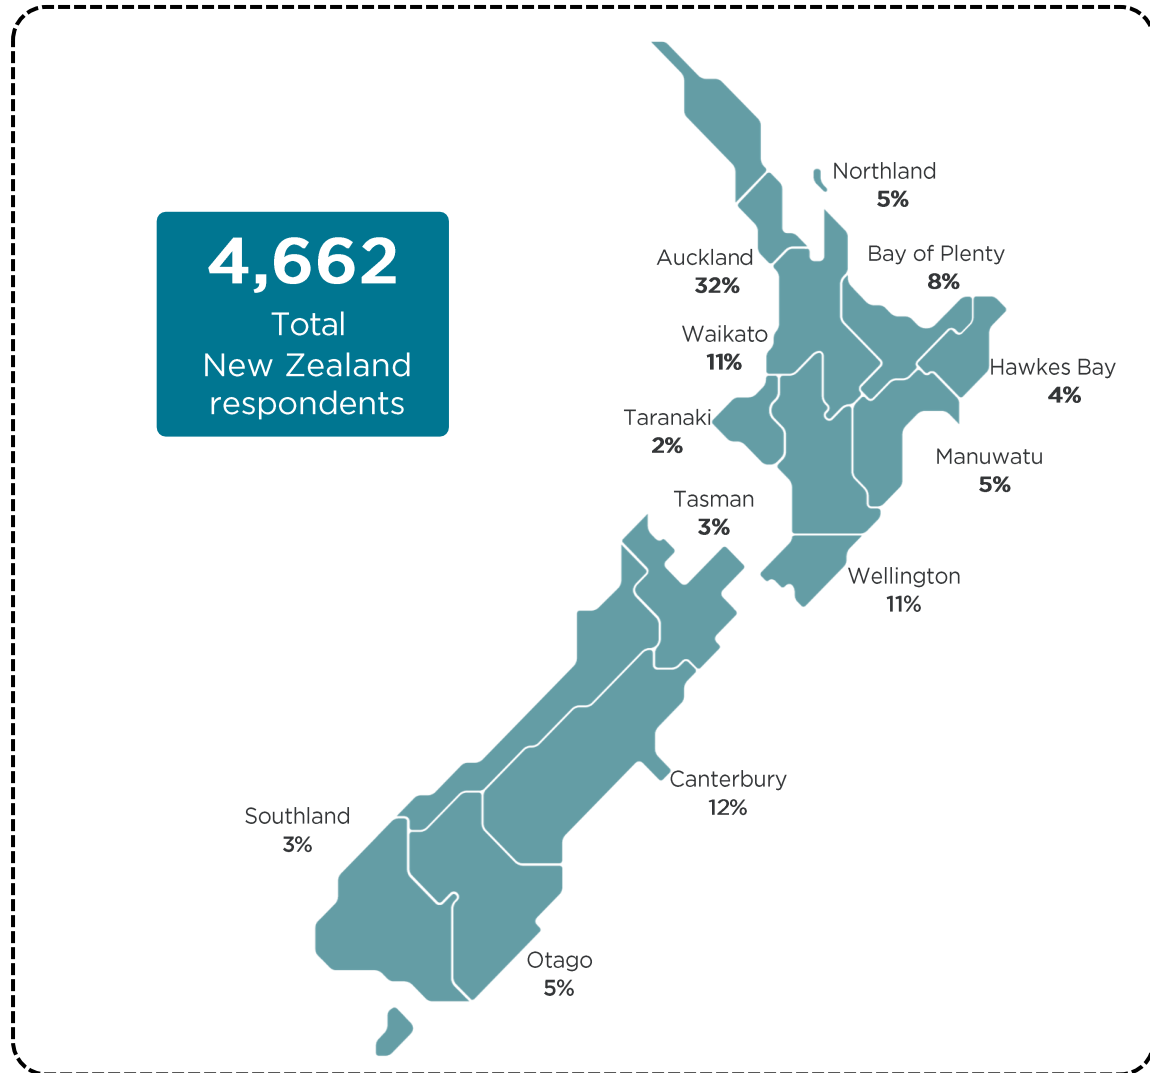 Northland
5%
4,662
Total
New Zealand
respondents
Auckland
32%
Bay of Plenty
8%
Waikato
11%
Hawkes Bay
4%
Taranaki
2%
Manuwatu
5%
Tasman
3%
Wellington
11%
Canterbury
12%
Southland
3%
Otago
5%